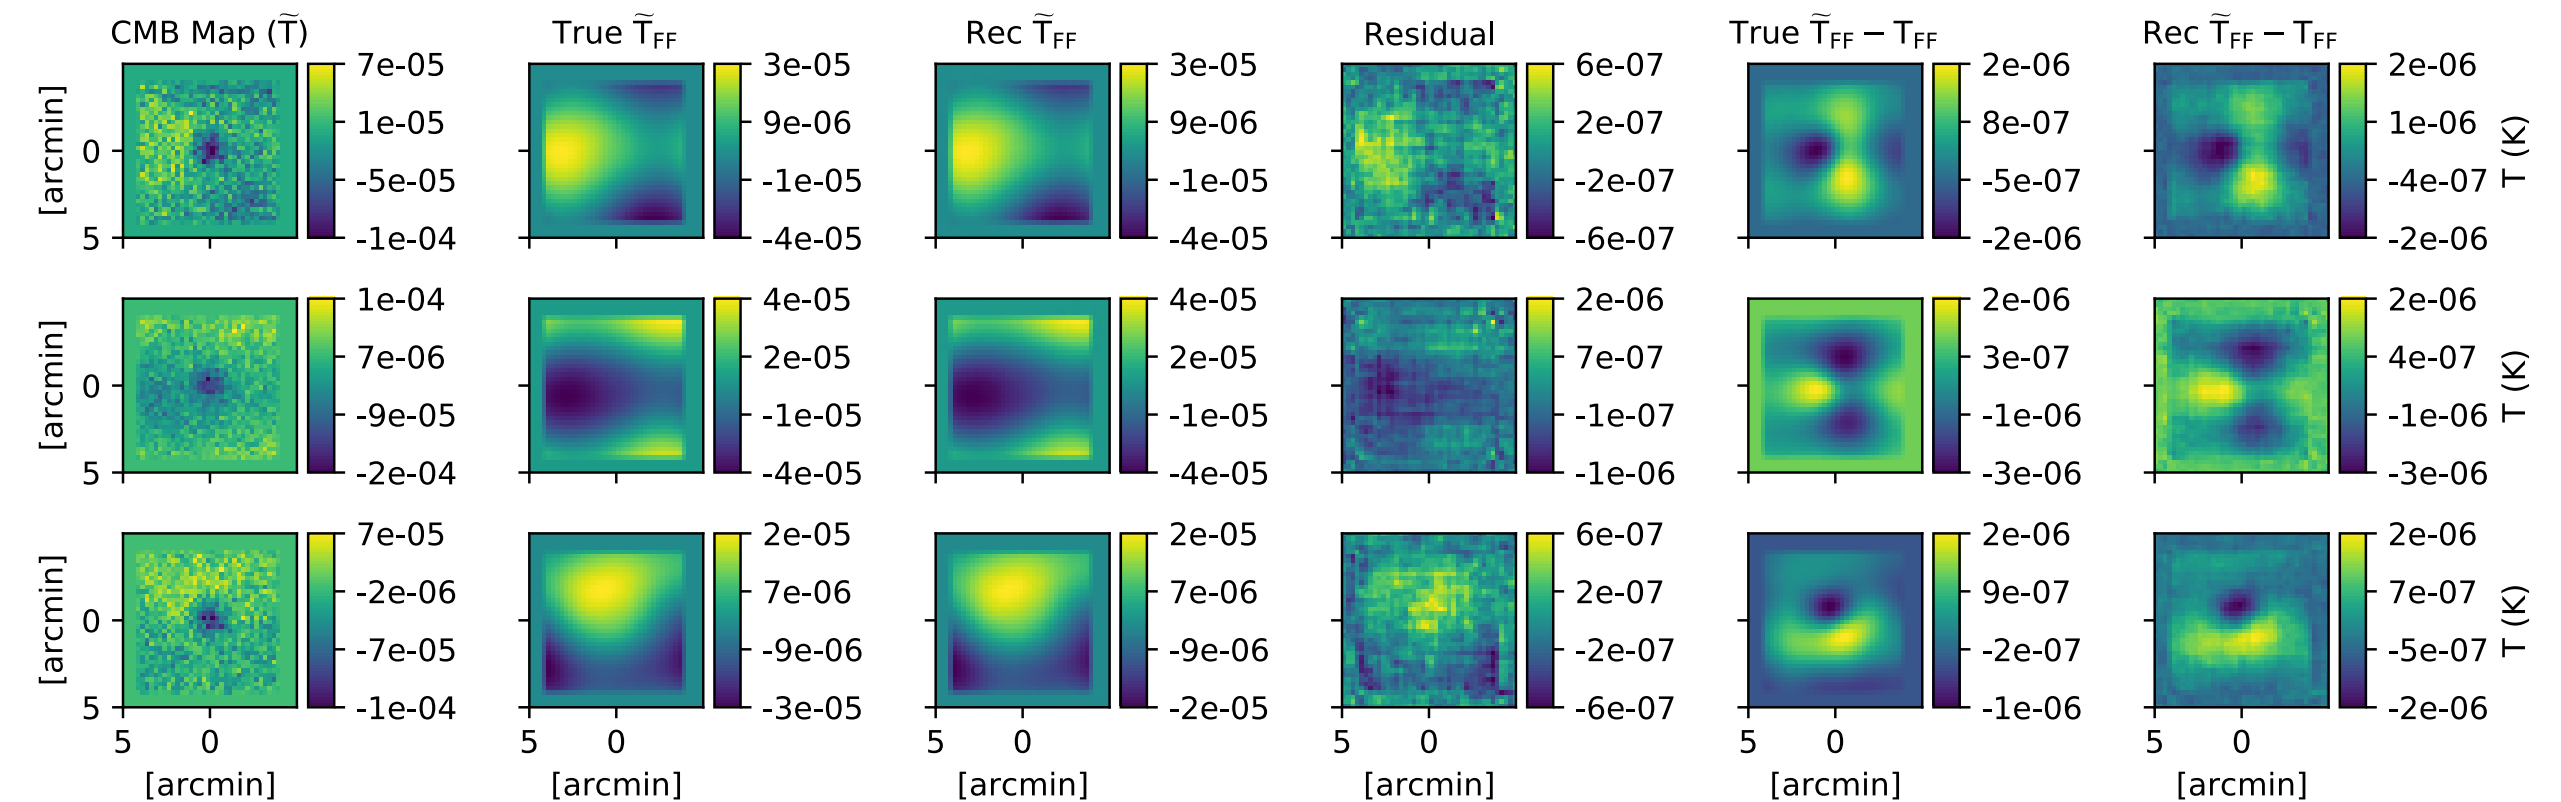 CMB Map (T̃) True T̃FF Rec T̃FF Residual True T̃FF − TFF Rec T̃FF − TFF
7e-05 3e-05 3e-05 6e-07 2e-06 2e-06
1e-05 9e-06 9e-06 2e-07 8e-07 1e-06
[arcmin] 0 T (K)
-5e-05 -1e-05 -1e-05 -2e-07 -5e-07 -4e-07
5 -1e-04 -4e-05 -4e-05 -6e-07 -2e-06 -2e-06
1e-04 4e-05 4e-05 2e-06 2e-06 2e-06
7e-06 2e-05 2e-05 7e-07 3e-07 4e-07
[arcmin] 0 T (K)
-9e-05 -1e-05 -1e-05 -1e-07 -1e-06 -1e-06
5 -2e-04 -4e-05 -4e-05 -1e-06 -3e-06 -3e-06
7e-05 2e-05 2e-05 6e-07 2e-06 2e-06
-2e-06 7e-06 7e-06 2e-07 9e-07 7e-07
[arcmin] 0 T (K)
-7e-05 -9e-06 -9e-06 -2e-07 -2e-07 -5e-07
5 -1e-04 -3e-05 -2e-05 -6e-07 -1e-06 -2e-06
5 0 5 0 5 0 5 0 5 0 5 0
[arcmin] [arcmin] [arcmin] [arcmin] [arcmin] [arcmin]